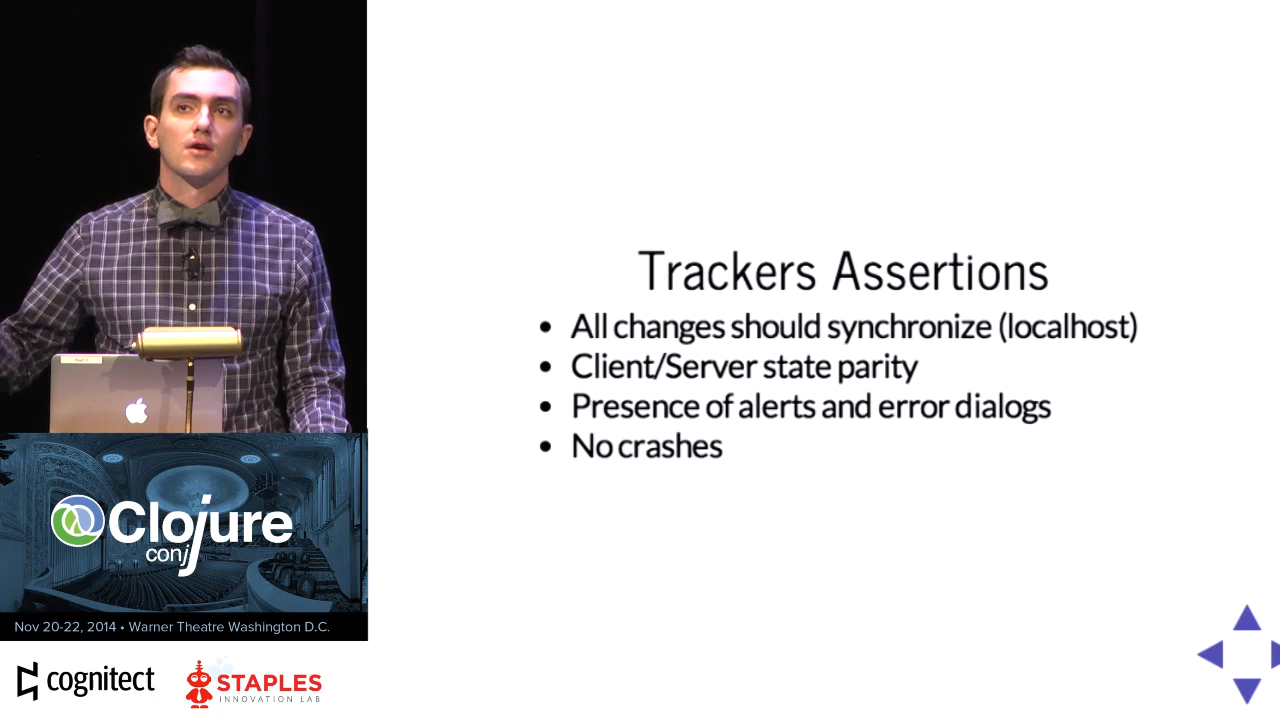 Trackers Assertions
All changes should synchronize (localhost)
Client/Server state parity
Presence of alerts and error dialogs
No crashes
Clojure
conj
Nov 20-22, 2014 • Warner Theatre Washington D.C.
cognitect
STAPLES
INNOVATION LAB